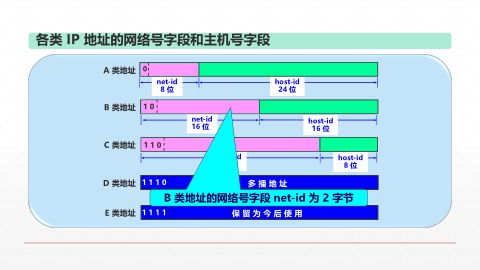 各类 IP 地址的网络号字段和主机号字段
A 类地址 0
net-id host-id
8 位 24 位
B 类地址 1 0
net-id host-id
16 位 16 位
C 类地址 1 1 0
host-id
8 位
D 类地址 1 1 1 0 多 播 地 址
B 类地址的网络号字段 net-id 为 2 字节
E 类地址 1 1 1 1 保 留 为 今 后 使 用